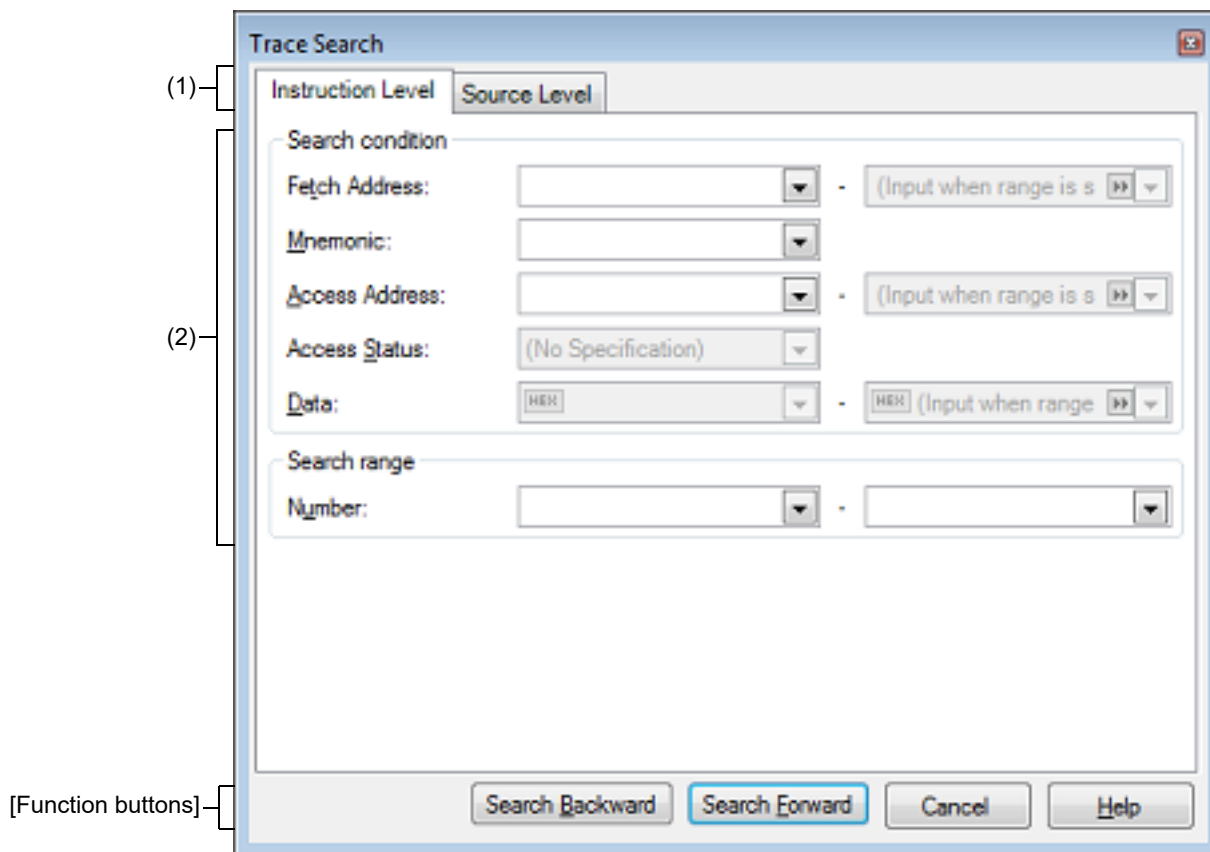 Trace Search
(1)
Instruction Level Source Level
(2)
Search condition
Fetch Address: - (Input when range is s
Mnemonic:
Access Address: - (Input when range is s
Access Status: (No Specification)
Data: HEX - HEX (Input when range
Search range
Number: -
[Function buttons]
Search Backward Search Forward Cancel Help